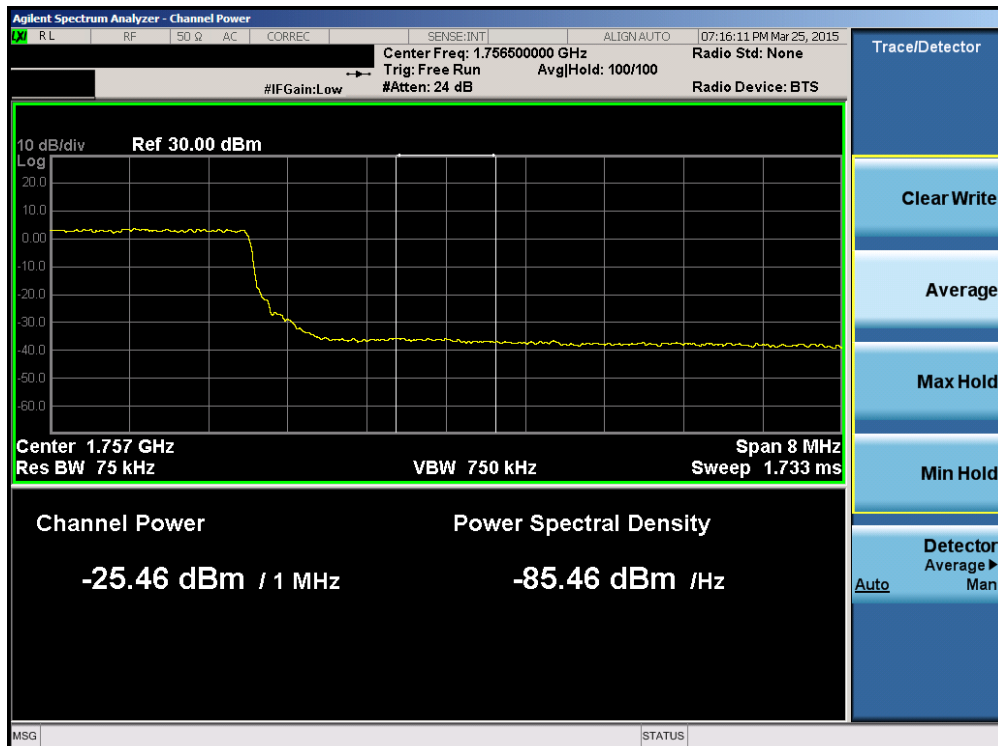 Agilent Spectrum Analyzer - Channel Power
LXI RL RF 50 Ω AC CORREC SENSE:INT ALIGN AUTO 07:16:11 PM Mar 25, 2015
Center Freq: 1.756500000 GHz Radio Std: None
Trig: Free Run Avg|Hold: 100/100
#IFGain:Low #Atten: 24 dB Radio Device: BTS
10 dB/div Ref 30.00 dBm
Log
20.0
10.0
0.00
-10.0
-20.0
-30.0
-40.0
-50.0
-60.0
Center 1.757 GHz Span 8 MHz
Res BW 75 kHz VBW 750 kHz Sweep 1.733 ms
Channel Power Power Spectral Density
-25.46 dBm / 1 MHz -85.46 dBm /Hz
MSG STATUS
Trace/Detector
Clear Write
Average
Max Hold
Min Hold
Detector
Average▶
Auto Man